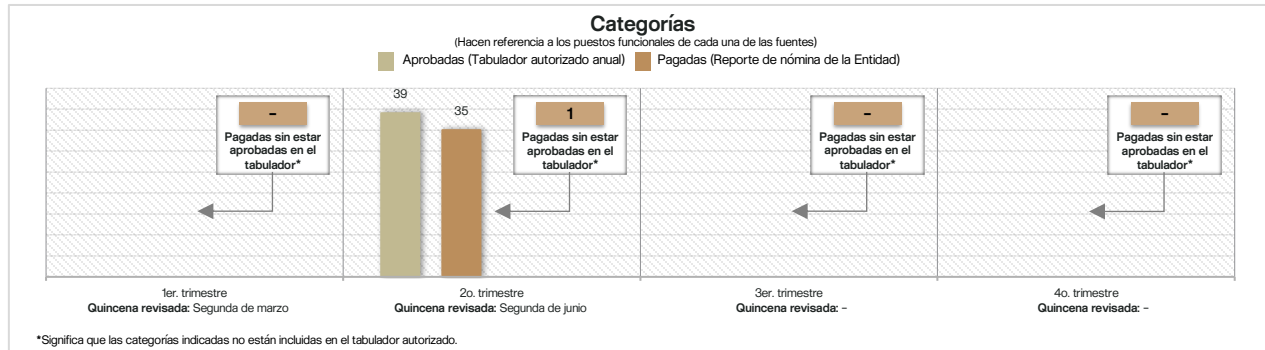 Categorías
(Hacen referencia a los puestos funcionales de cada una de las fuentes)
Aprobadas (Tabulador autorizado anual) Pagadas (Reporte de nómina de la Entidad)
–
Pagadas sin estar
aprobadas en el
tabulador*
39
35
1
Pagadas sin estar
aprobadas en el
tabulador*
–
Pagadas sin estar
aprobadas en el
tabulador*
–
Pagadas sin estar
aprobadas en el
tabulador*
1er. trimestre
Quincena revisada: Segunda de marzo
2o. trimestre
Quincena revisada: Segunda de junio
3er. trimestre
Quincena revisada: –
4o. trimestre
Quincena revisada: –
*Significa que las categorías indicadas no están incluidas en el tabulador autorizado.